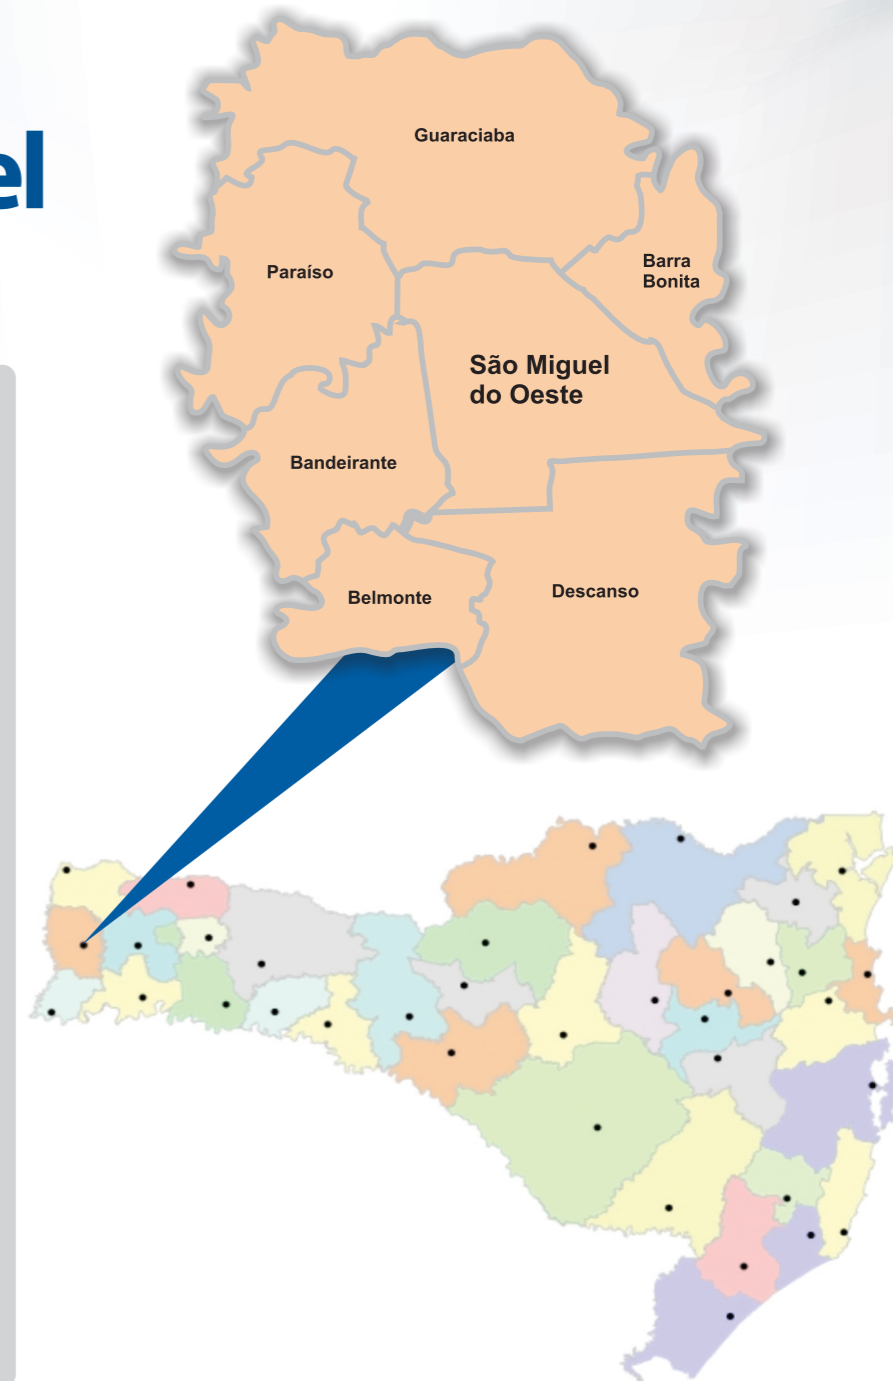 el
Guaraciaba
Paraíso
Barra
Bonita
São Miguel
do Oeste
Bandeirante
Belmonte
Descanso